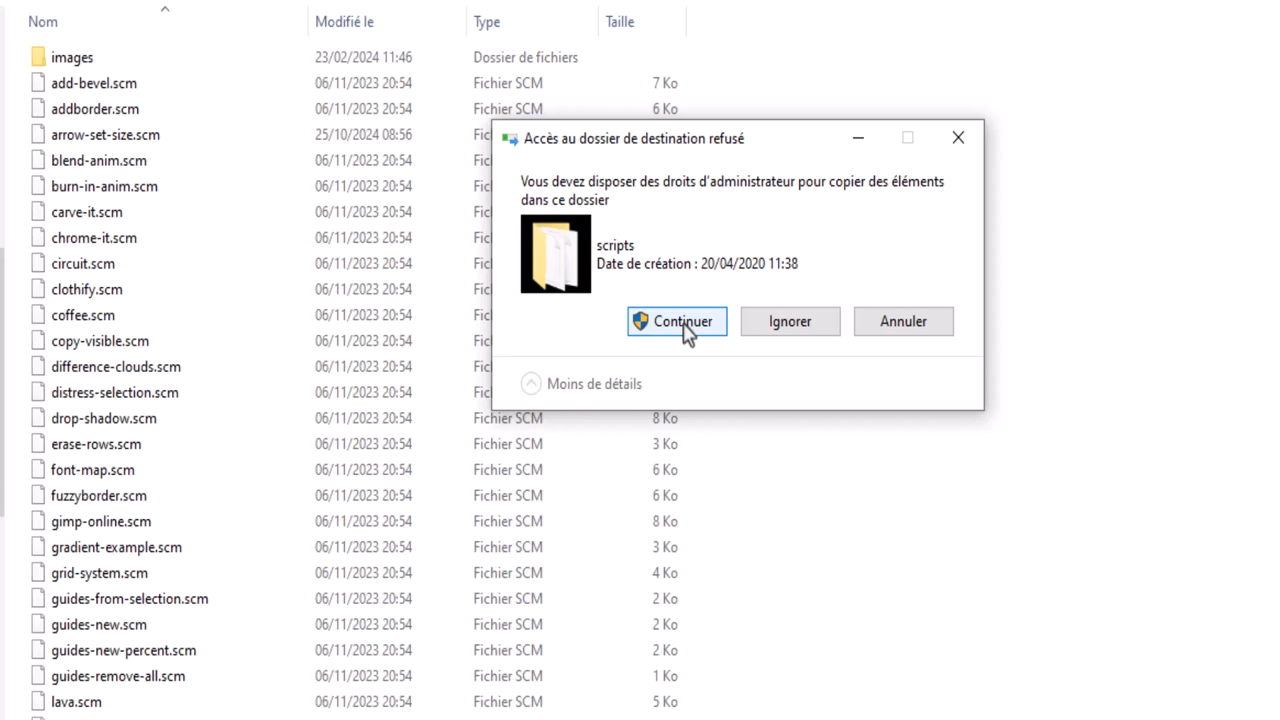 Nom Modifié le Type Taille
images 23/02/2024 11:46 Dossier de fichiers
add-bevel.scm 06/11/2023 20:54 Fichier SCM 7 Ko
addborder.scm 06/11/2023 20:54 Fichier SCM 6 Ko
arrow-set-size.scm 25/10/2024 08:56 Fic
blend-anim.scm 06/11/2023 20:54 Fic
burn-in-anim.scm 06/11/2023 20:54 Fic
carve-it.scm 06/11/2023 20:54 Fic
chrome-it.scm 06/11/2023 20:54 Fic
circuit.scm 06/11/2023 20:54 Fic
clothify.scm 06/11/2023 20:54 Fic
coffee.scm 06/11/2023 20:54 Fic
copy-visible.scm 06/11/2023 20:54 Fic
difference-clouds.scm 06/11/2023 20:54 Fic
distress-selection.scm 06/11/2023 20:54 Fic
drop-shadow.scm 06/11/2023 20:54 Fichier SCM 8 Ko
erase-rows.scm 06/11/2023 20:54 Fichier SCM 3 Ko
font-map.scm 06/11/2023 20:54 Fichier SCM 6 Ko
fuzzyborder.scm 06/11/2023 20:54 Fichier SCM 6 Ko
gimp-online.scm 06/11/2023 20:54 Fichier SCM 8 Ko
gradient-example.scm 06/11/2023 20:54 Fichier SCM 3 Ko
grid-system.scm 06/11/2023 20:54 Fichier SCM 4 Ko
guides-from-selection.scm 06/11/2023 20:54 Fichier SCM 2 Ko
guides-new.scm 06/11/2023 20:54 Fichier SCM 2 Ko
guides-new-percent.scm 06/11/2023 20:54 Fichier SCM 2 Ko
guides-remove-all.scm 06/11/2023 20:54 Fichier SCM 1 Ko
lava.scm 06/11/2023 20:54 Fichier SCM 5 Ko
Accès au dossier de destination refusé
Vous devez disposer des droits d'administrateur pour copier des éléments
dans ce dossier
scripts
Date de création : 20/04/2020 11:38
Continuer Ignorer Annuler
Moins de détails